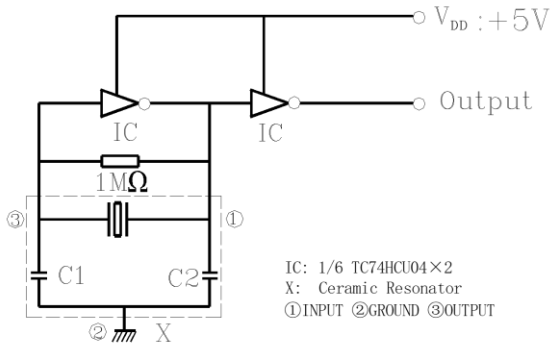 V_DD :+5V
Output
IC
IC
1MΩ
③
①
C1
C2
② X
IC: 1/6 TC74HCU04×2
X: Ceramic Resonator
①INPUT ②GROUND ③OUTPUT